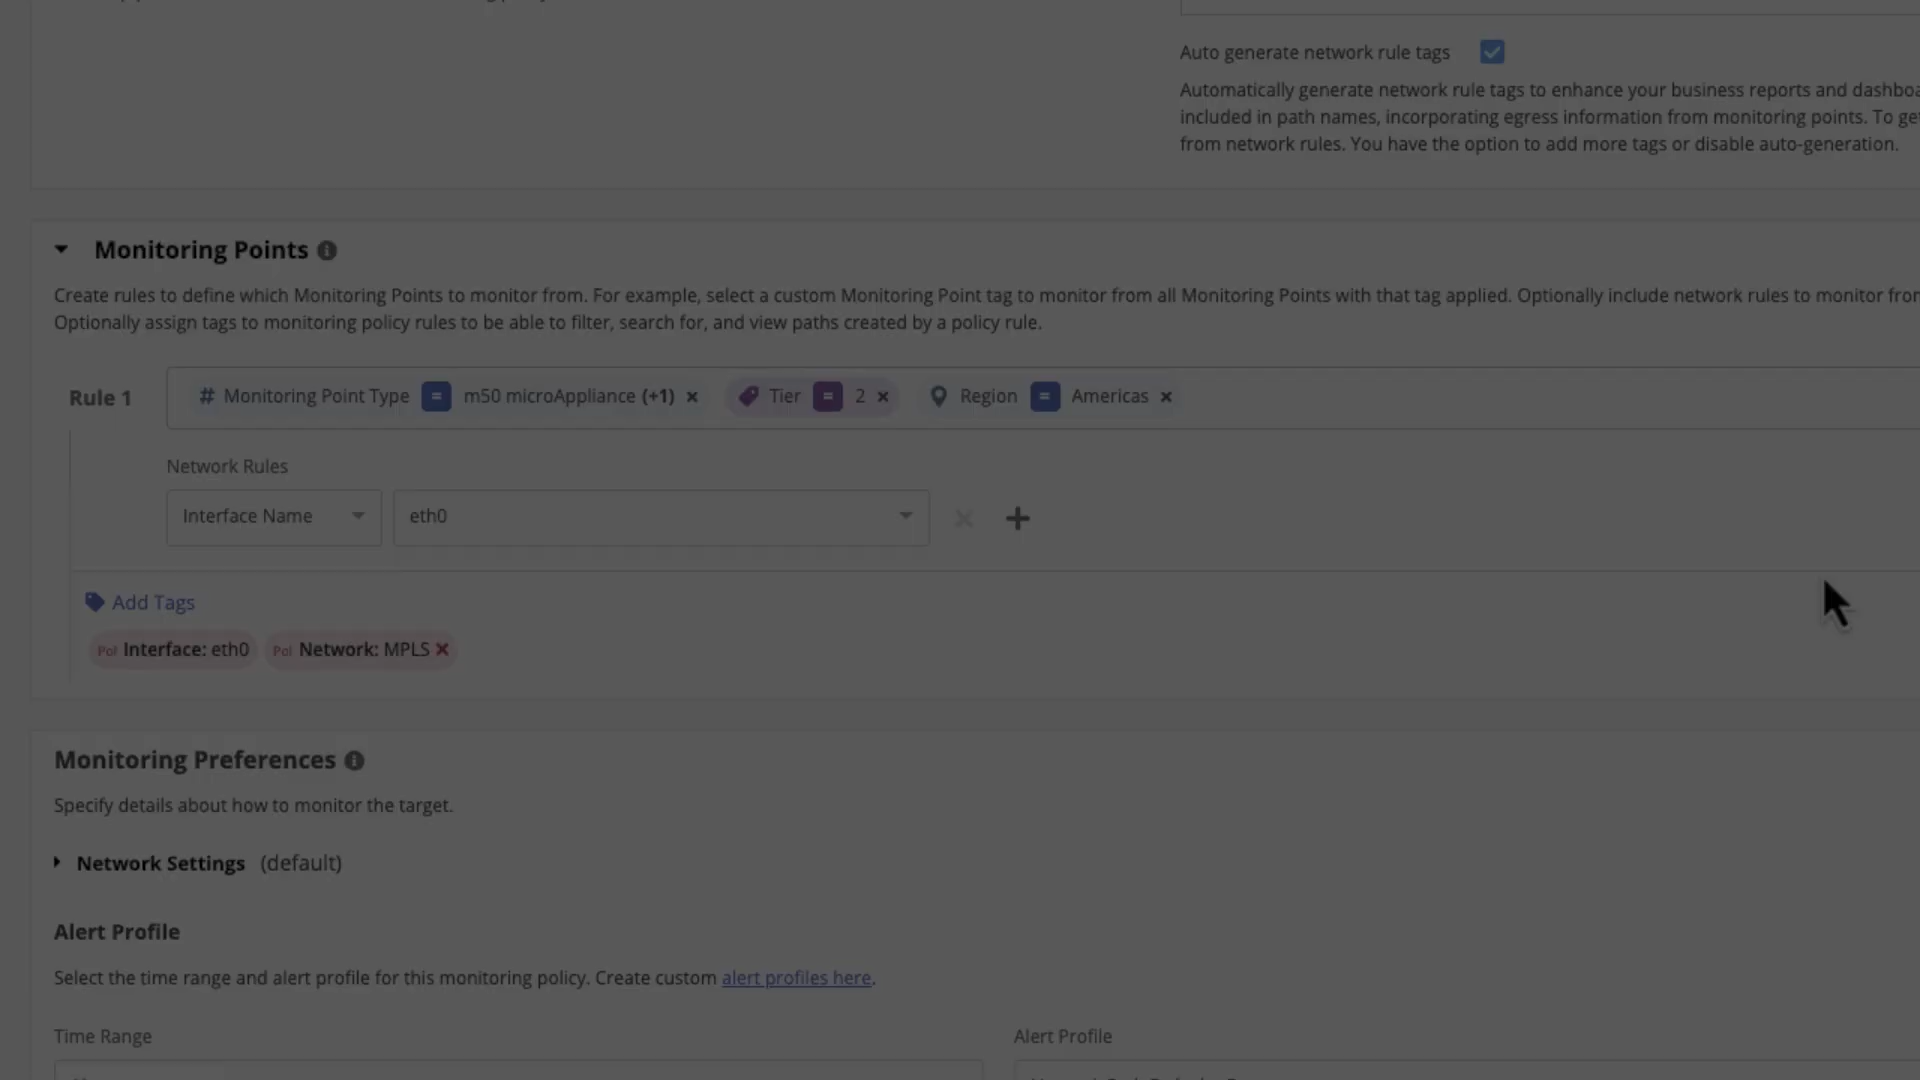 Auto generate network rule tags
Automatically generate network rule tags to enhance your business reports and dashboa
included in path names, incorporating egress information from monitoring points. To ge
from network rules. You have the option to add more tags or disable auto-generation.
Monitoring Points
Create rules to define which Monitoring Points to monitor from. For example, select a custom Monitoring Point tag to monitor from all Monitoring Points with that tag applied. Optionally include network rules to monitor fro
Optionally assign tags to monitoring policy rules to be able to filter, search for, and view paths created by a policy rule.
Rule 1 # Monitoring Point Type = m50 microAppliance (+1) × Tier = 2 × Region = Americas ×
Network Rules
Interface Name eth0
Add Tags
Pol Interface: eth0 Pol Network: MPLS ×
Monitoring Preferences
Specify details about how to monitor the target.
Network Settings (default)
Alert Profile
Select the time range and alert profile for this monitoring policy. Create custom alert profiles here.
Time Range Alert Profile